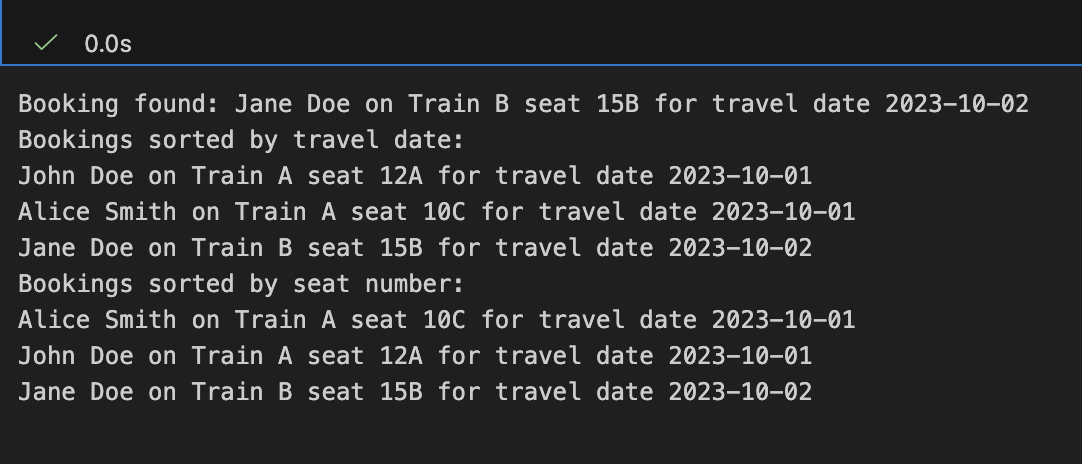 0.0s
Booking found: Jane Doe on Train B seat 15B for travel date 2023-10-02
Bookings sorted by travel date:
John Doe on Train A seat 12A for travel date 2023-10-01
Alice Smith on Train A seat 10C for travel date 2023-10-01
Jane Doe on Train B seat 15B for travel date 2023-10-02
Bookings sorted by seat number:
Alice Smith on Train A seat 10C for travel date 2023-10-01
John Doe on Train A seat 12A for travel date 2023-10-01
Jane Doe on Train B seat 15B for travel date 2023-10-02